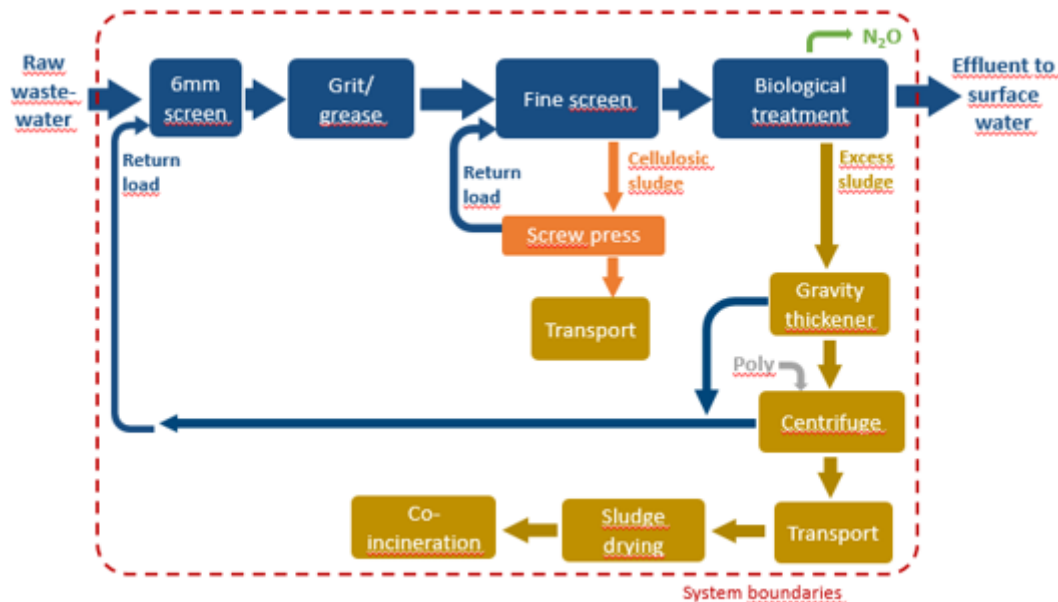 N₂O
Raw
waste-
water
6mm
screen
Grit/
grease
Fine screen
Biological
treatment
Effluent to
surface
water
Return
load
Return
load
Cellulosic
sludge
Excess
sludge
Screw press
Transport
Gravity
thickener
Poly
Centrifuge
Co-
incineration
Sludge
drying
Transport
System boundaries